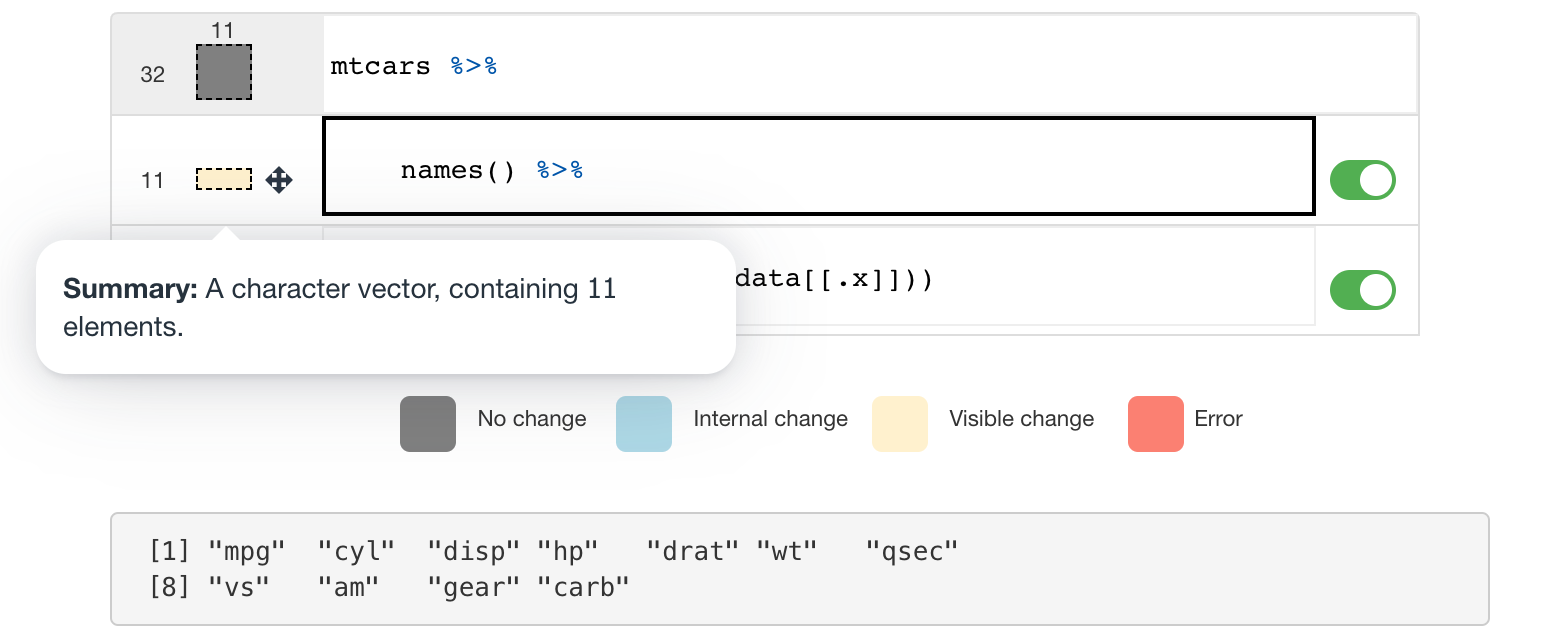 11
32 mtcars %>%
11 names() %>%
data[[.x]]))
Summary: A character vector, containing 11
elements.
No change Internal change Visible change Error
[1] "mpg" "cyl" "disp" "hp" "drat" "wt" "qsec"
[8] "vs" "am" "gear" "carb"